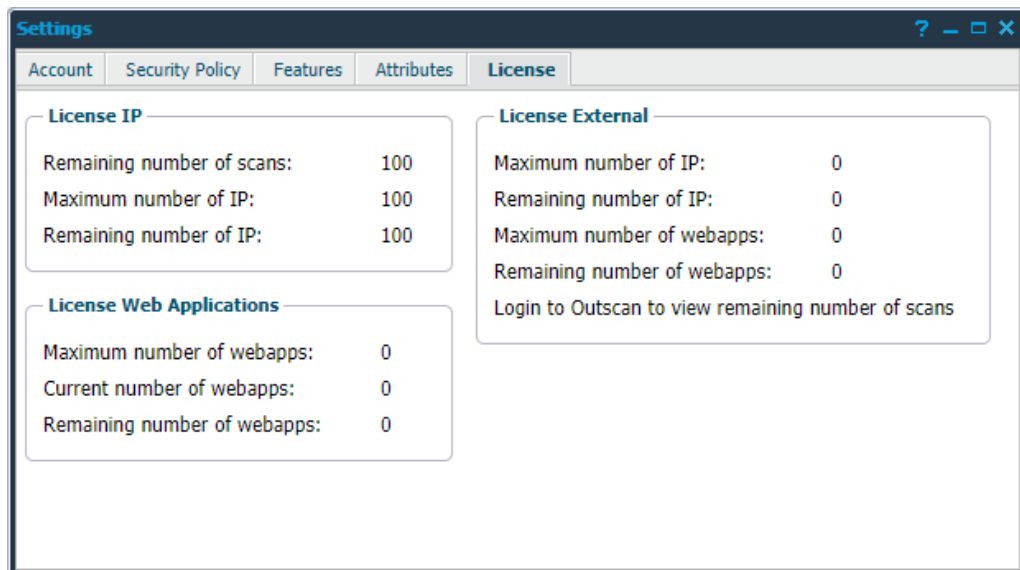 Settings
?
Account Security Policy Features Attributes License
License IP
Remaining number of scans: 100
Maximum number of IP: 100
Remaining number of IP: 100
License Web Applications
Maximum number of webapps: 0
Current number of webapps: 0
Remaining number of webapps: 0
License External
Maximum number of IP: 0
Remaining number of IP: 0
Maximum number of webapps: 0
Remaining number of webapps: 0
Login to Outscan to view remaining number of scans